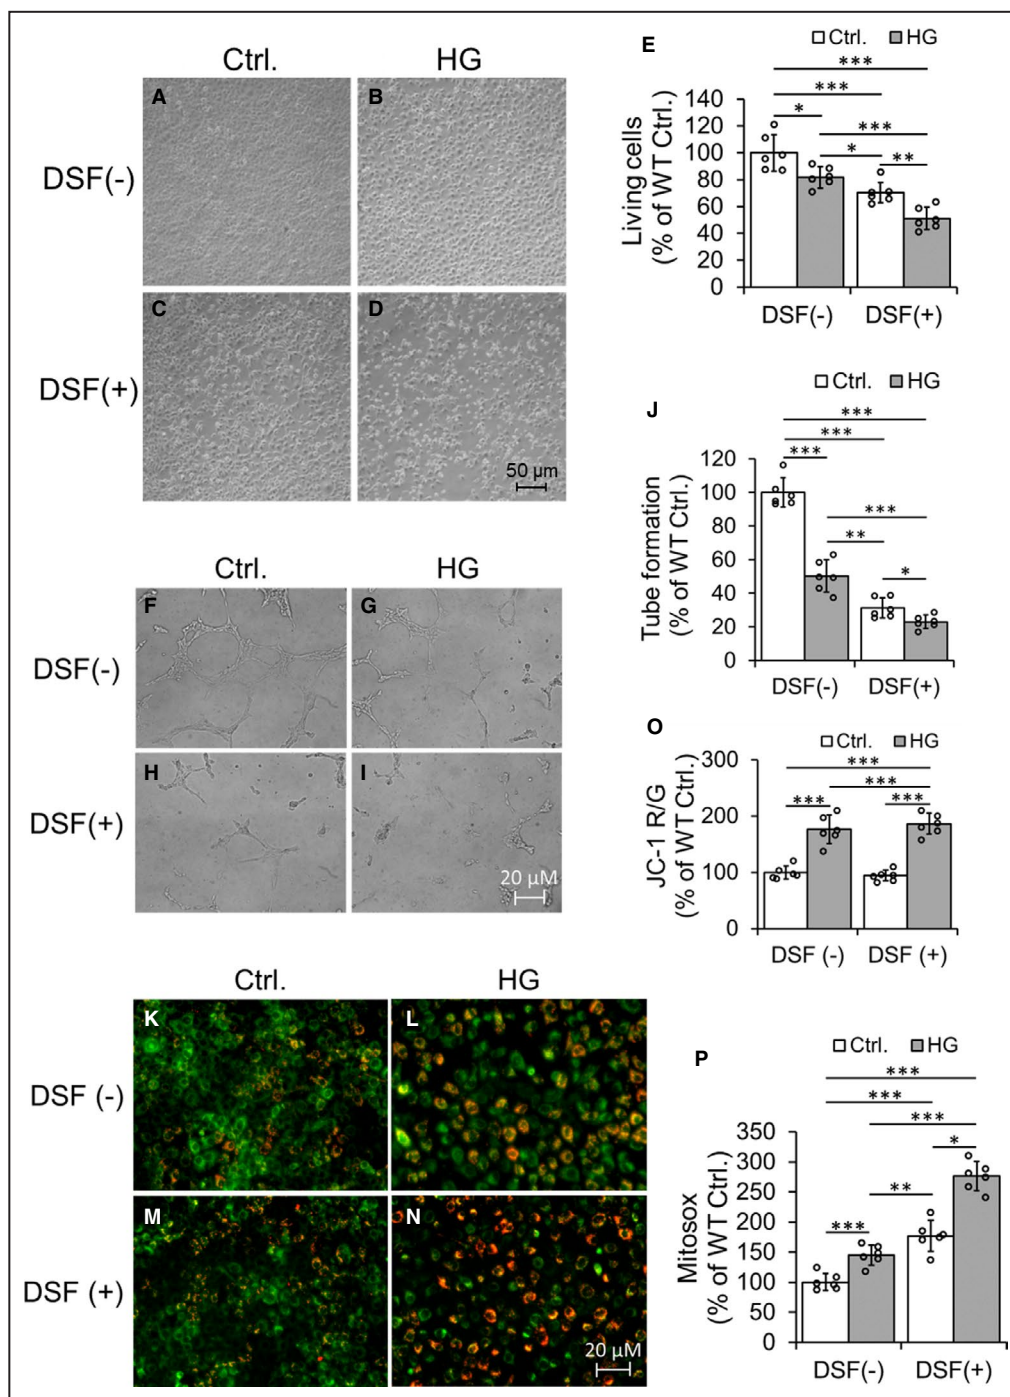 Ctrl. HG
A B
DSF(-)
C D
DSF(+)
50 µm
E
Ctrl. HG
***
***
*
***
*
**
Living cells
(% of WT Ctrl.)
140
120
100
80
60
40
20
0
DSF(-) DSF(+)
Ctrl. HG
F G
DSF(-)
H I
DSF(+)
20 µM
J
Ctrl. HG
***
***
***
***
**
*
Tube formation
(% of WT Ctrl.)
120
100
80
60
40
20
0
DSF(-) DSF(+)
O
Ctrl. HG
***
***
*** ***
JC-1 R/G
(% of WT Ctrl.)
300
200
100
0
DSF (-) DSF (+)
Ctrl. HG
K L
DSF (-)
M N
DSF (+)
20 µM
P
Ctrl. HG
***
***
***
*
**
***
Mitosox
(% of WT Ctrl.)
350
300
250
200
150
100
50
0
DSF(-) DSF(+)